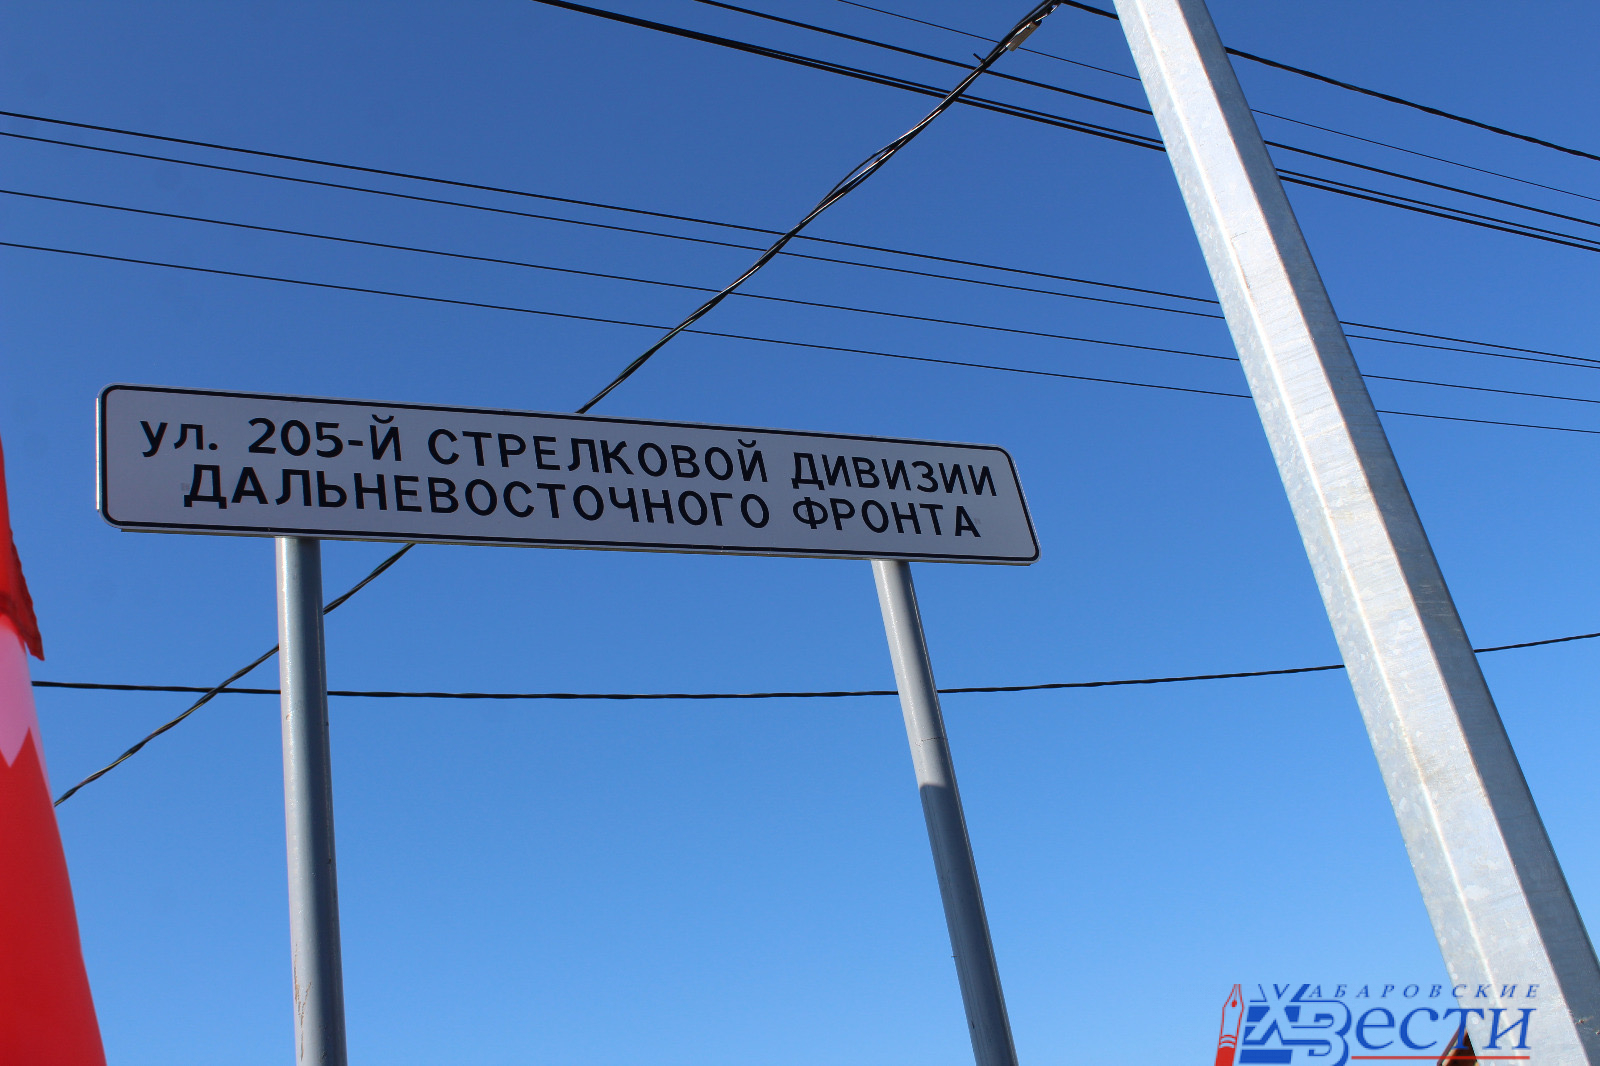 ул. 205-Й СТРЕЛКОВОЙ ДИВИЗИИ
ДАЛЬНЕВОСТОЧНОГО ФРОНТА
ХАБАРОВСКИЕ
ВЕСТИ